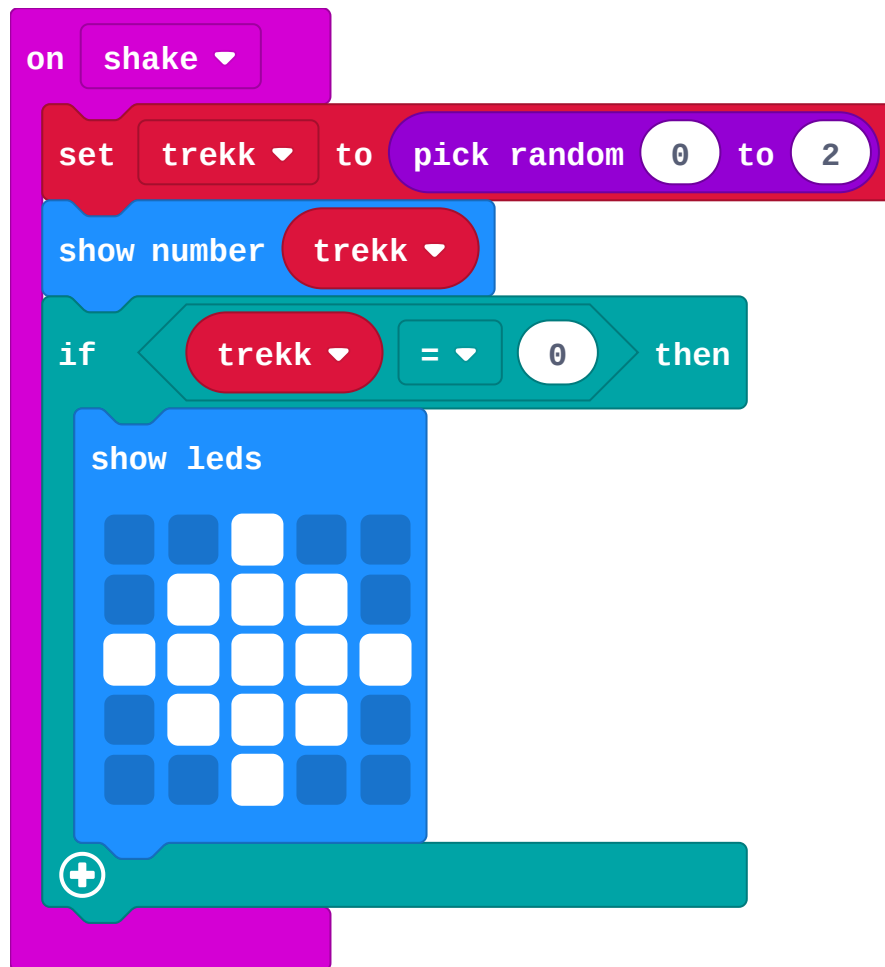 on shake
set trekk to pick random 0 to 2
show number trekk
if trekk = 0 then
show leds